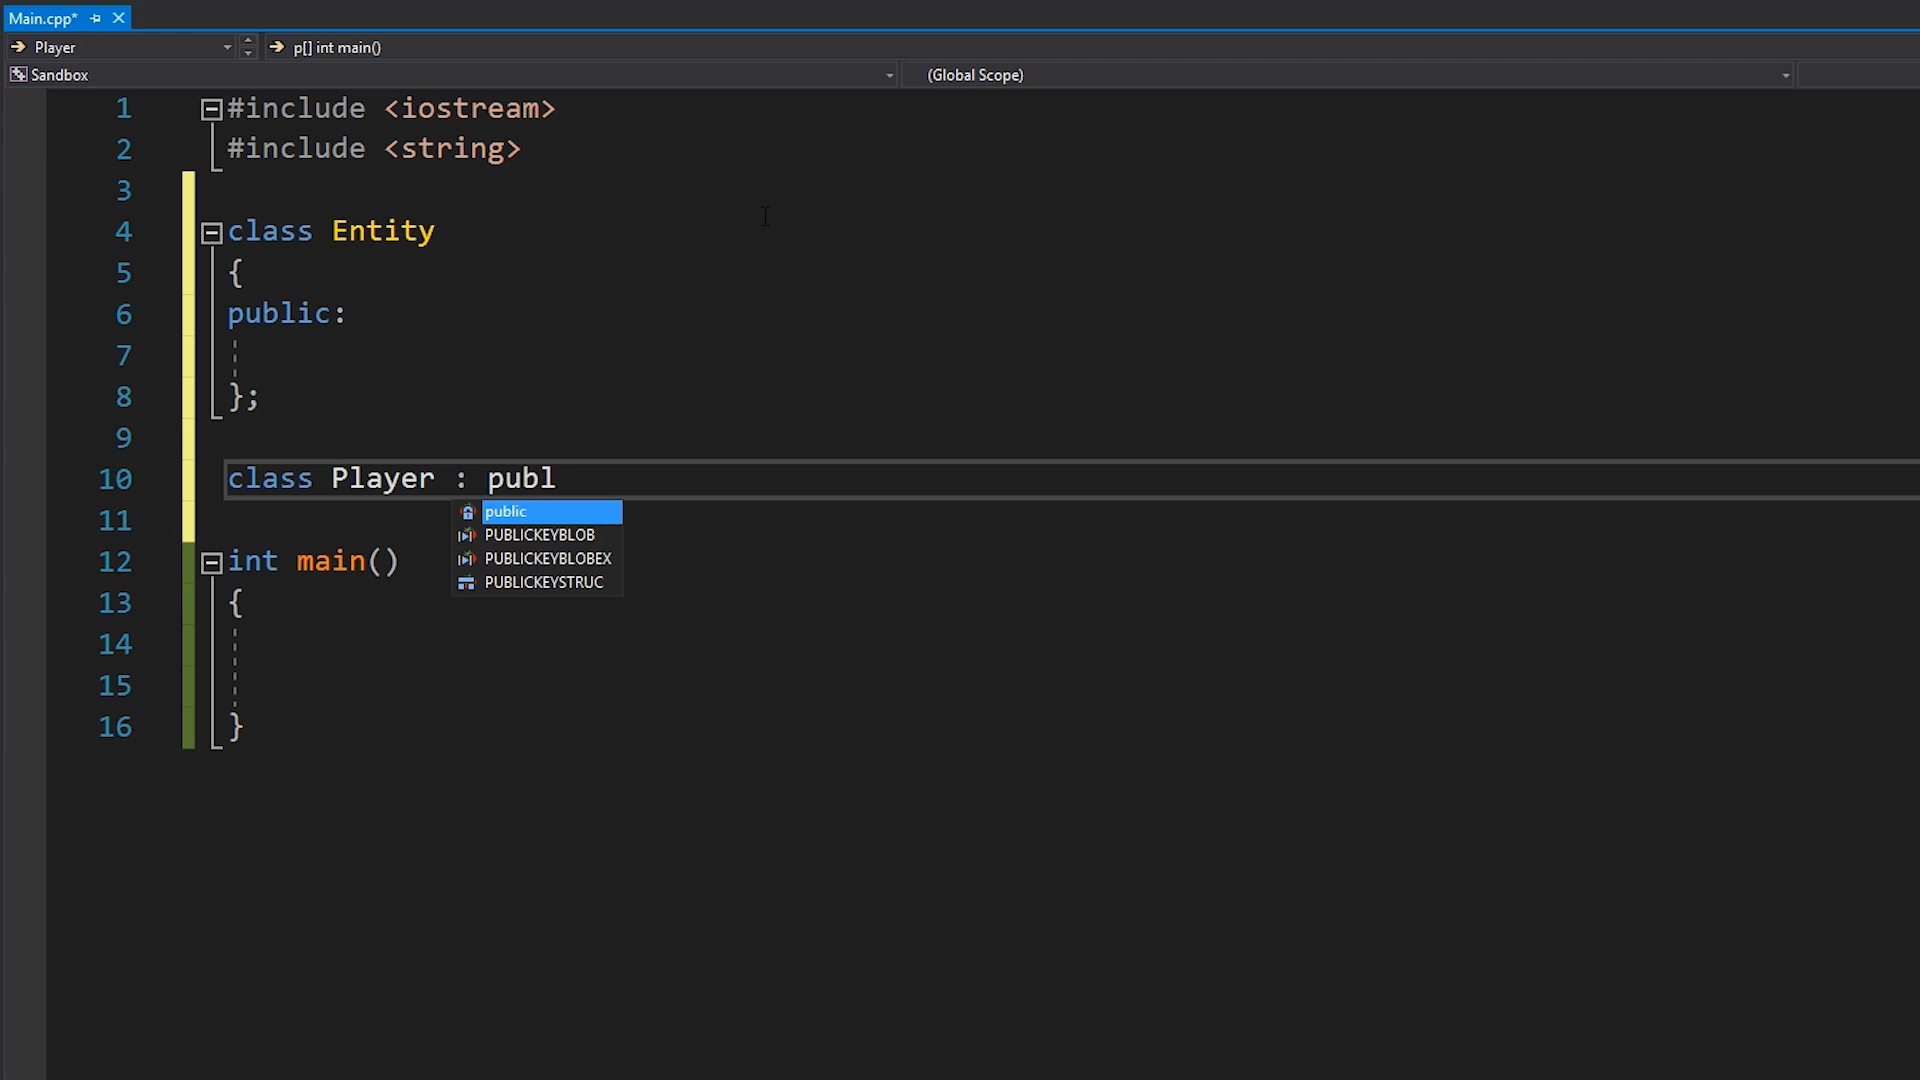 Main.cpp*
Player p[] int main()
Sandbox (Global Scope)
1 #include <iostream>
2 #include <string>
3
4 class Entity
5 {
6 public:
7
8 };
9
10 class Player : publ
public
11
PUBLICKEYBLOB
PUBLICKEYBLOBEX
12 int main()
PUBLICKEYSTRUC
13 {
14
15
16 }